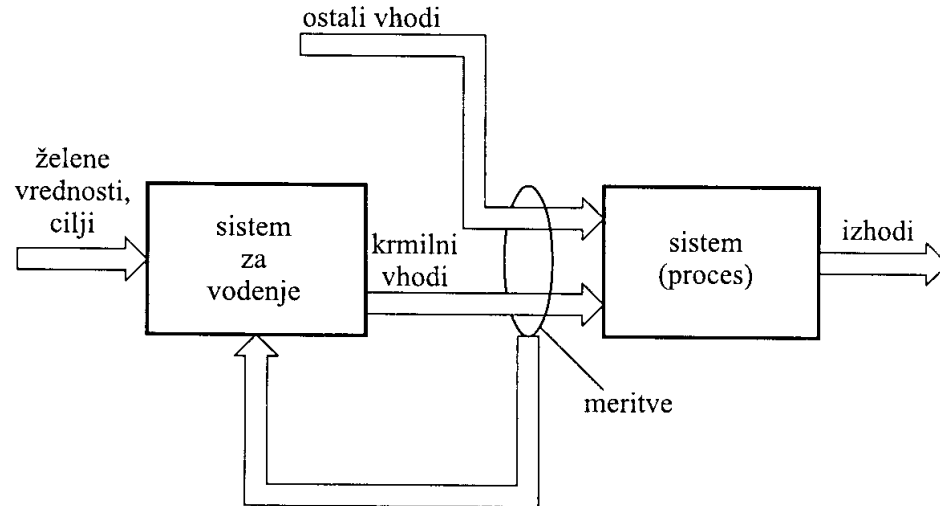 ostali vhodi
želene
vrednosti,
cilji
sistem
za
vodenje
krmilni
vhodi
sistem
(proces)
izhodi
meritve